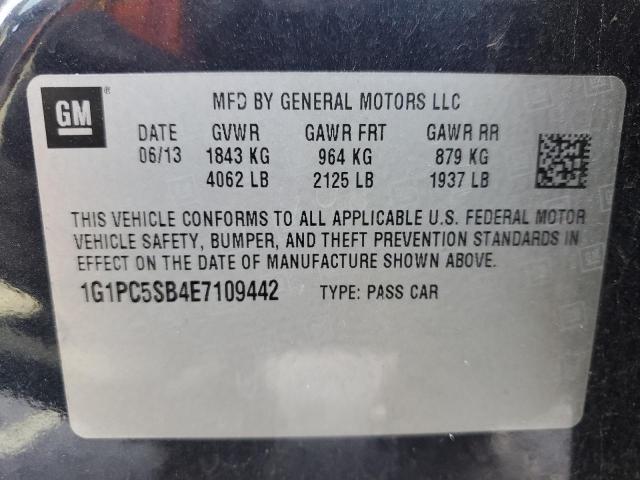 GM ®
MFD BY GENERAL MOTORS LLC
DATE GVWR GAWR FRT GAWR RR
06/13 1843 KG 964 KG 879 KG
4062 LB 2125 LB 1937 LB
THIS VEHICLE CONFORMS TO ALL APPLICABLE U.S. FEDERAL MOTOR
VEHICLE SAFETY, BUMPER, AND THEFT PREVENTION STANDARDS IN
EFFECT ON THE DATE OF MANUFACTURE SHOWN ABOVE.
1G1PC5SB4E7109442 TYPE: PASS CAR